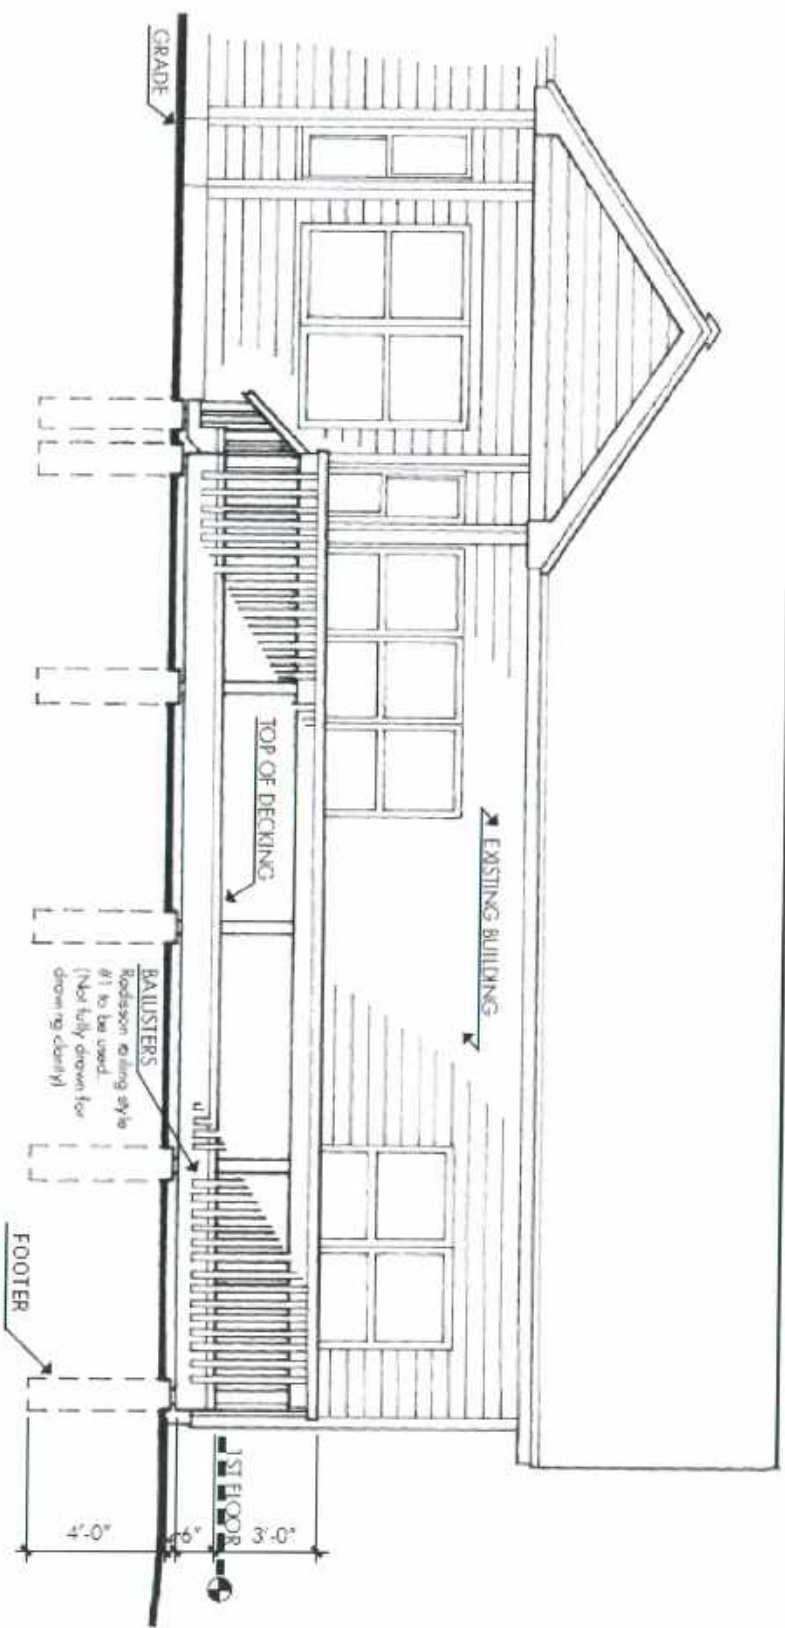 GRADE
EXISTING BUILDING
TOP OF DECKING
BALUSTERS
Radisson railing style
#1 to be used.
(Not fully drawn for
drawing clarity)
FOOTER
1ST FLOOR
3'-0"
4'-0"